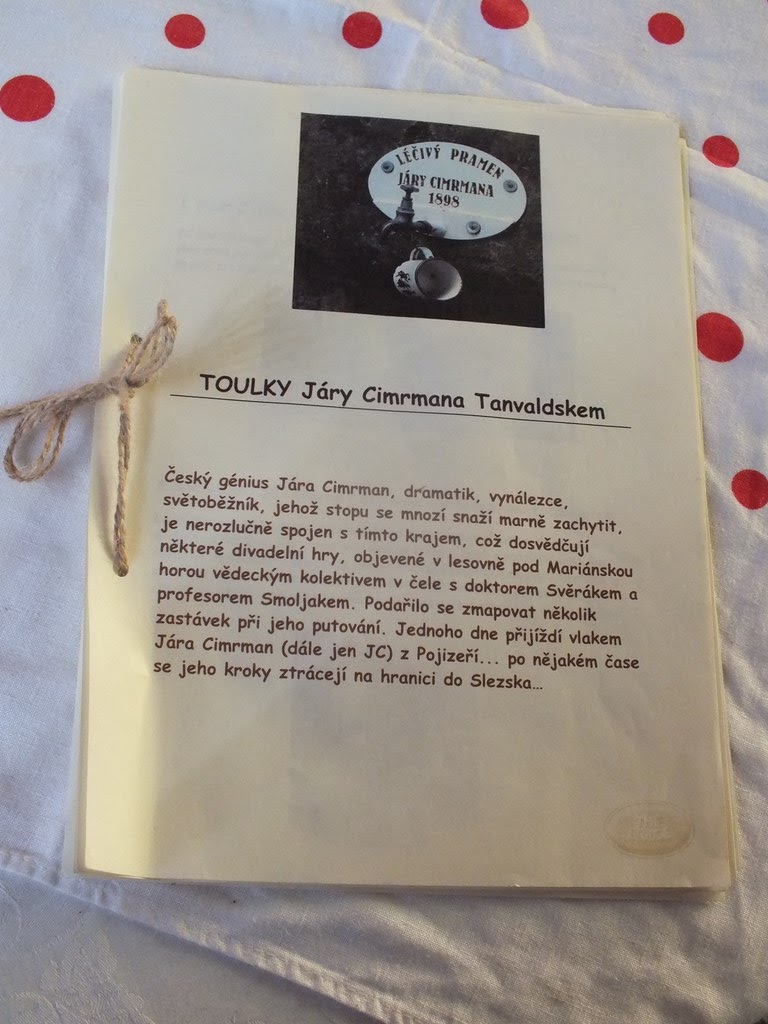 LÉČIVÝ PRAMEN
JÁRY CIMRMANA
1898
TOULKY Járy Cimrmana Tanvaldskem
Český génius Jára Cimrman, dramatik, vynálezce,
světoběžník, jehož stopu se mnozí snaží marně zachytit,
je nerozlučně spojen s tímto krajem, což dosvědčují
některé divadelní hry, objevené v lesovně pod Mariánskou
horou vědeckým kolektivem v čele s doktorem Svěrákem a
profesorem Smoljakem. Podařilo se zmapovat několik
zastávek při jeho putování. Jednoho dne přijíždí vlakem
Jára Cimrman (dále jen JC) z Pojizeří... po nějakém čase
se jeho kroky ztrácejí na hranici do Slezska…